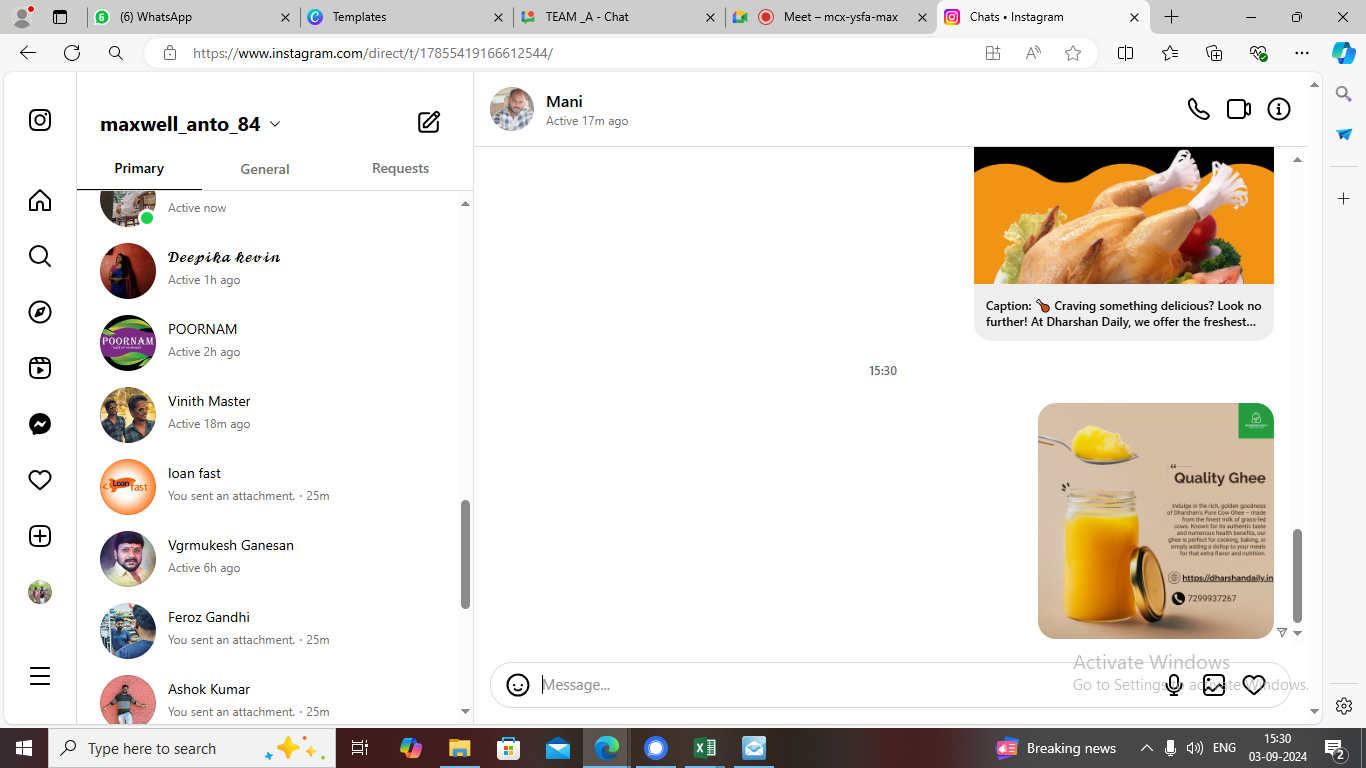 (6) WhatsApp
Templates
TEAM _A - Chat
Meet – mcx-ysfa-max
Chats • Instagram
https://www.instagram.com/direct/t/17855419166612544/
maxwell_anto_84
Primary
General
Requests
Active now
𝓓𝓮𝓮𝓹𝓲𝓴𝓪 𝓴𝓮𝓿𝓲𝓷
Active 1h ago
POORNAM
POORNAM
Active 2h ago
Vinith Master
Active 18m ago
Loan
fast
loan fast
You sent an attachment. · 25m
Vgrmukesh Ganesan
Active 6h ago
Feroz Gandhi
You sent an attachment. · 25m
Ashok Kumar
You sent an attachment. · 25m
Mani
Active 17m ago
Caption: 🍗 Craving something delicious? Look no
further! At Dharshan Daily, we offer the freshest...
15:30
Quality Ghee
Indulge in the rich, golden goodness
of Dharshan's Pure Cow Ghee – made
from the finest milk of grass-fed
cows. Known for its authentic taste
and numerous health benefits, our
ghee is perfect for cooking, baking, or
simply adding a dollop to your meals
for that extra flavor and nutrition.
https://dharshandaily.in
7299937267
Message...
Activate Windows
Go to Settings to activate Windows.
Type here to search
Breaking news
ENG
15:30
03-09-2024
2